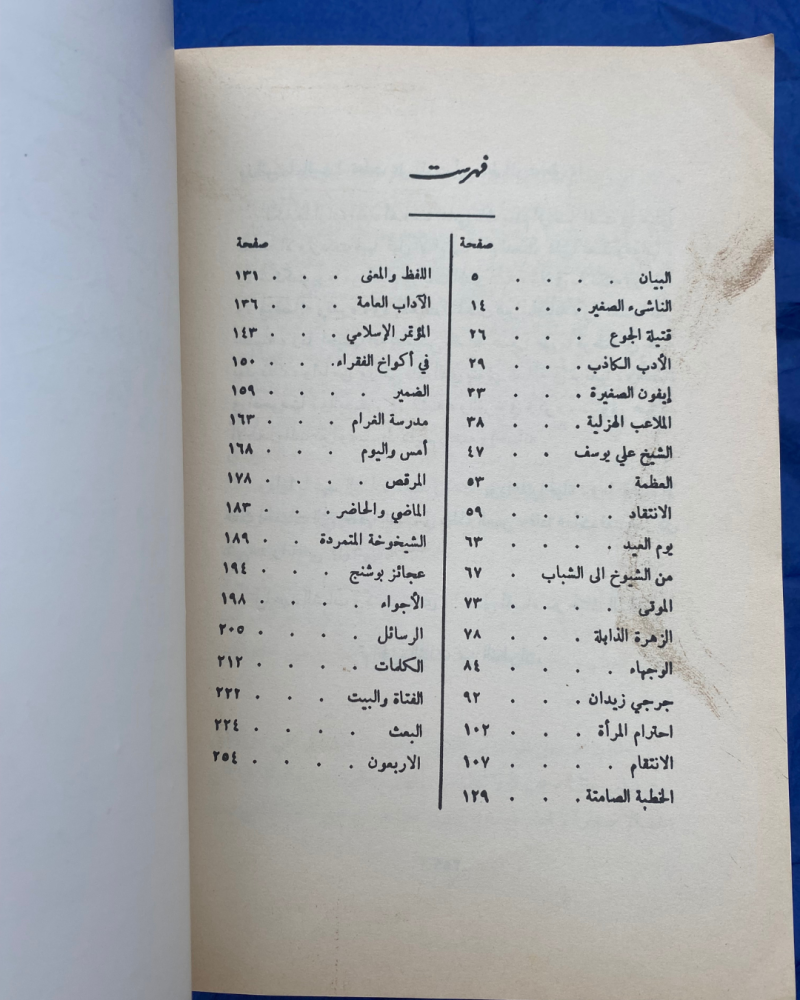 فهرست
صفحة
البيان . . . . ٥
الناشىء الصغير . . . ١٤
قتيلة الجوع . . . ٢٦
الأدب الكاذب . . . ٢٩
إيفون الصغيرة . . . ٣٣
الملاعب الهزلية . . . ٣٨
الشيخ علي يوسف . . ٤٧
العظمة . . . . ٥٣
الانتقاد . . . . ٥٩
يوم العيد . . . . ٦٣
من الشيوخ الى الشباب . ٦٧
الموتى . . . . ٧٣
الزهرة الذابلة . . . ٧٨
الوجهاء . . . . ٨٤
جرجي زيدان . . . ٩٢
احترام المرأة . . . ١٠٢
الانتقام . . . . ١٠٧
الخطبة الصامتة . . . ١٢٩
صفحة
اللفظ والمعنى . . . ١٣١
الآداب العامة . . . ١٣٦
المؤتمر الإسلامي . . . ١٤٣
في أكواخ الفقراء . . . ١٥٠
الضمير . . . . ١٥٩
مدرسة الغرام . . . ١٦٣
أمس واليوم . . . ١٦٨
المرقص . . . . ١٧٨
الماضي والحاضر . . . ١٨٣
الشيخوخة المتمردة . . ١٨٩
عجائز بوشنج . . . ١٩٤
الأجواء . . . . ١٩٨
الرسائل . . . . ٢٠٥
الكلمات . . . . ٢١٢
الفتاة والبيت . . . ٢٢٢
البعث . . . . ٢٢٤
الاربعون . . . . ٢٥٤